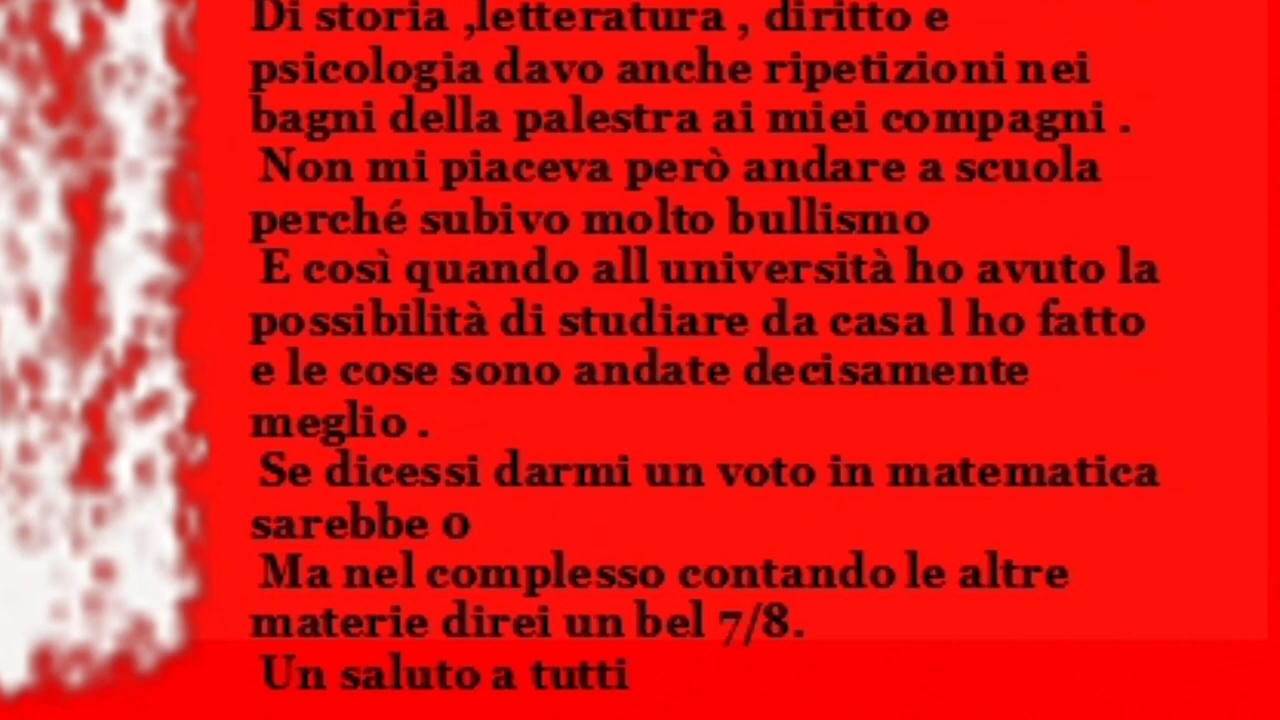 Di storia ,letteratura , diritto e
psicologia davo anche ripetizioni nei
bagni della palestra ai miei compagni .
Non mi piaceva però andare a scuola
perché subivo molto bullismo
E così quando all università ho avuto la
possibilità di studiare da casa l ho fatto
e le cose sono andate decisamente
meglio .
Se dicessi darmi un voto in matematica
sarebbe 0
Ma nel complesso contando le altre
materie direi un bel 7/8.
Un saluto a tutti